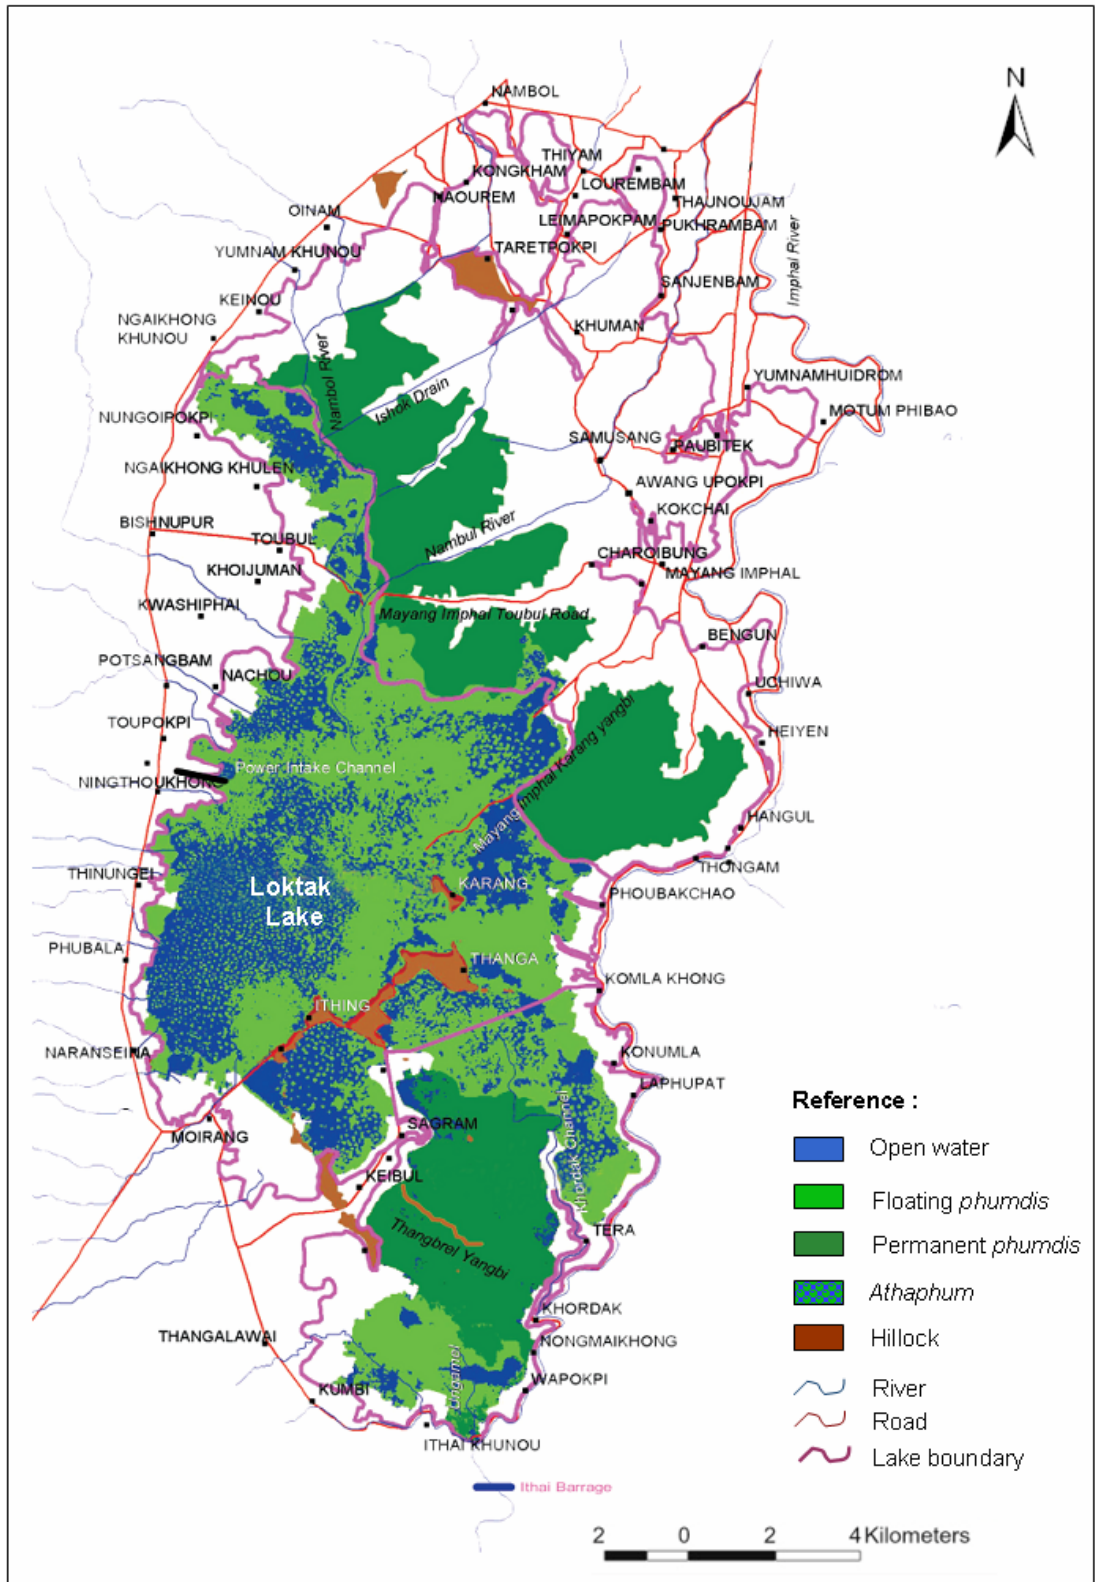 N
NAMBOL
THIYAM
KONGKHAM
LOUREMBAM
NAOUREM
THAUNOUJAM
OINAM
LEIMAPOKPAM
PUKHRAMBAM
TARETPOKPI
YUMNAM KHUNOU
Imphal River
SANJENBAM
KEINOU
NGAIKHONG
KHUNOU
KHUMAN
Nambol River
YUMNAMHUIDROM
Ishok Drain
MOTUM PHIBAO
NUNGOIPOKPI
SAMUSANG
PAUBITEK
NGAIKHONG KHULEN
AWANG UPOKPI
KOKCHAI
BISHNUPUR
Nambul River
TOUBUL
CHAROIBUNG
KHOIJUMAN
MAYANG IMPHAL
KWASHIPHAI
Mayang Imphal Toubul Road
BENGUN
POTSANGBAM
NACHOU
UCHIWA
TOUPOKPI
HEIYEN
Power Intake Channel
NINGTHOUKHONG
Mayang Imphal Karang yangbi
HANGUL
THONGAM
THINUNGEI
Loktak
Lake
KARANG
PHOUBAKCHAO
PHUBALA
THANGA
KOMLA KHONG
ITHING
NARANSEINA
KONUMLA
LAPHUPAT
Khordak Channel
MOIRANG
SAGRAM
KEIBUL
TERA
Thangbrel Yangbi
KHORDAK
THANGALAWAI
NONGMAIKHONG
Ungamel
WAPOKPI
KUMBI
ITHAI KHUNOU
Ithai Barrage
Reference :
Open water
Floating phumdis
Permanent phumdis
Athaphum
Hillock
River
Road
Lake boundary
2 0 2 4 Kilometers